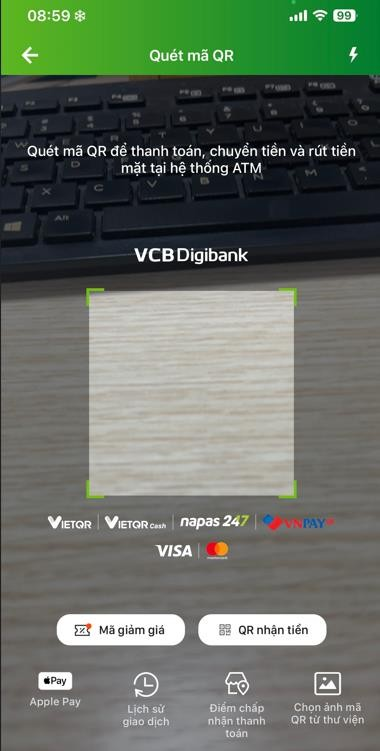 08:59
99
Quét mã QR
Quét mã QR để thanh toán, chuyển tiền và rút tiền
mặt tại hệ thống ATM
Alt
VCB Digibank
VIETQR
VIETQR Cash
napas 247
VNPAY QR
VISA
mastercard
Mã giảm giá
QR nhận tiền
Pay
Apple Pay
Lịch sử
giao dịch
Điểm chấp
nhận thanh
toán
Chọn ảnh mã
QR từ thư viện